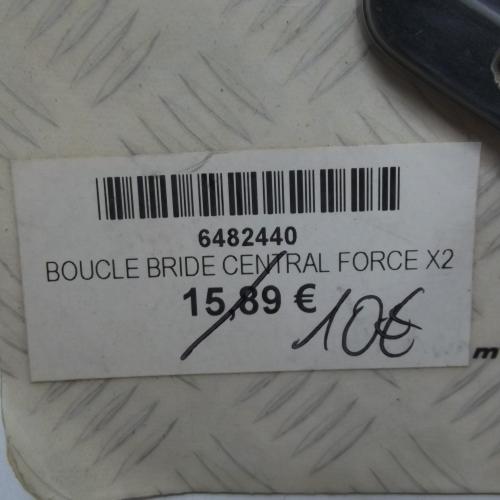 6482440
BOUCLE BRIDE CENTRAL FORCE X2
15,89 € 10€
m